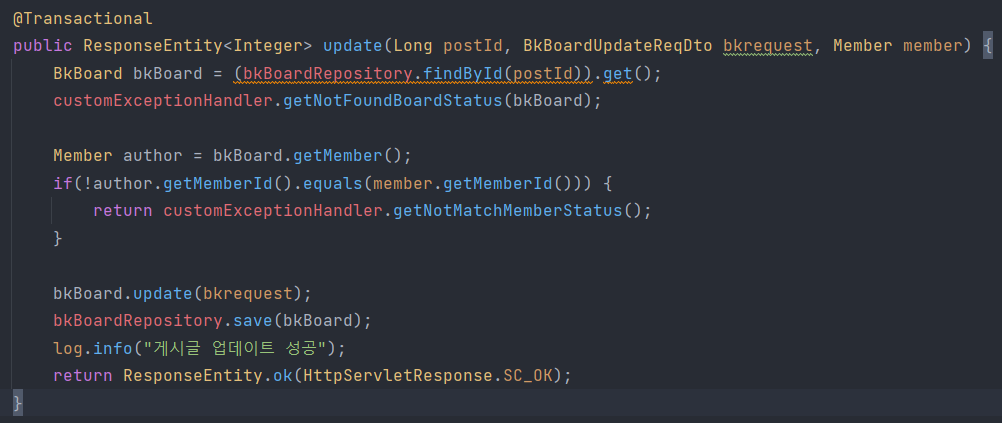 @Transactional
public ResponseEntity<Integer> update(Long postId, BkBoardUpdateReqDto bkrequest, Member member) {
    BkBoard bkBoard = (bkBoardRepository.findById(postId)).get();
    customExceptionHandler.getNotFoundBoardStatus(bkBoard);

    Member author = bkBoard.getMember();
    if(!author.getMemberId().equals(member.getMemberId())) {
        return customExceptionHandler.getNotMatchMemberStatus();
    }

    bkBoard.update(bkrequest);
    bkBoardRepository.save(bkBoard);
    log.info("게시글 업데이트 성공");
    return ResponseEntity.ok(HttpServletResponse.SC_OK);
}